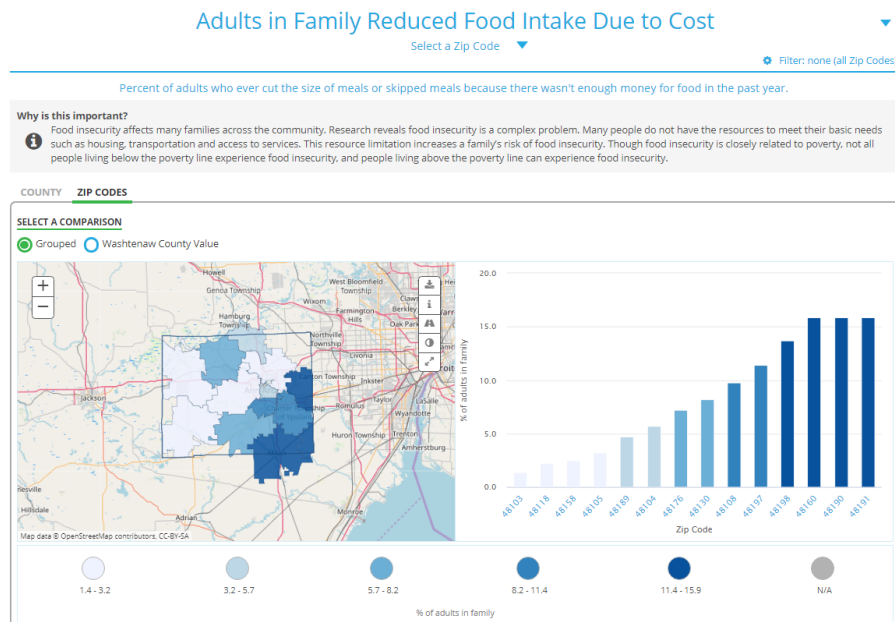 Adults in Family Reduced Food Intake Due to Cost
Select a Zip Code
Filter: none (all Zip Codes
Percent of adults who ever cut the size of meals or skipped meals because there wasn't enough money for food in the past year.
Why is this important?
Food insecurity affects many families across the community. Research reveals food insecurity is a complex problem. Many people do not have the resources to meet their basic needs
such as housing, transportation and access to services. This resource limitation increases a family's risk of food insecurity. Though food insecurity is closely related to poverty, not all
people living below the poverty line experience food insecurity, and people living above the poverty line can experience food insecurity.
COUNTY ZIP CODES
SELECT A COMPARISON
Grouped Washtenaw County Value
+
−
Howell
Genoa Township
West Bloomfield
Township
Wixom
Hamburg
Township
Farmington
Hills
Berkley
Oak Park
Northville
Township
Livonia
Canton Township
Inkster
Jackson
Romulus
Taylor
LaSalle
Wyandotte
Huron Township
Trenton
Amherstburg
Hillsdale
Adrian
Monroe
Map data © OpenStreetMap contributors, CC-BY-SA
% of adults in family
20.0
15.0
10.0
5.0
0.0
48103 48118 48158 48105 48189 48104 48176 48130 48108 48197 48198 48160 48190 48191
Zip Code
1.4 - 3.2 3.2 - 5.7 5.7 - 8.2 8.2 - 11.4 11.4 - 15.9 N/A
% of adults in family